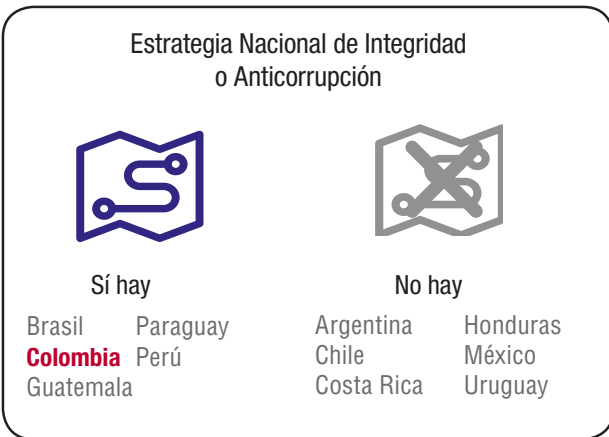 Estrategia Nacional de Integridad
o Anticorrupción
Sí hay
Brasil Paraguay
Colombia Perú
Guatemala
No hay
Argentina Honduras
Chile México
Costa Rica Uruguay